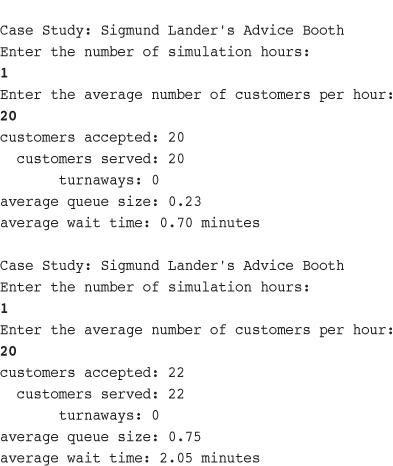 Case Study: Sigmund Lander's Advice Booth
Enter the number of simulation hours:
1
Enter the average number of customers per hour:
20
customers accepted: 20
customers served: 20
turnaways: 0
average queue size: 0.23
average wait time: 0.70 minutes
Case Study: Sigmund Lander's Advice Booth
Enter the number of simulation hours:
1
Enter the average number of customers per hour:
20
customers accepted: 22
customers served: 22
turnaways: 0
average queue size: 0.75
average wait time: 2.05 minutes